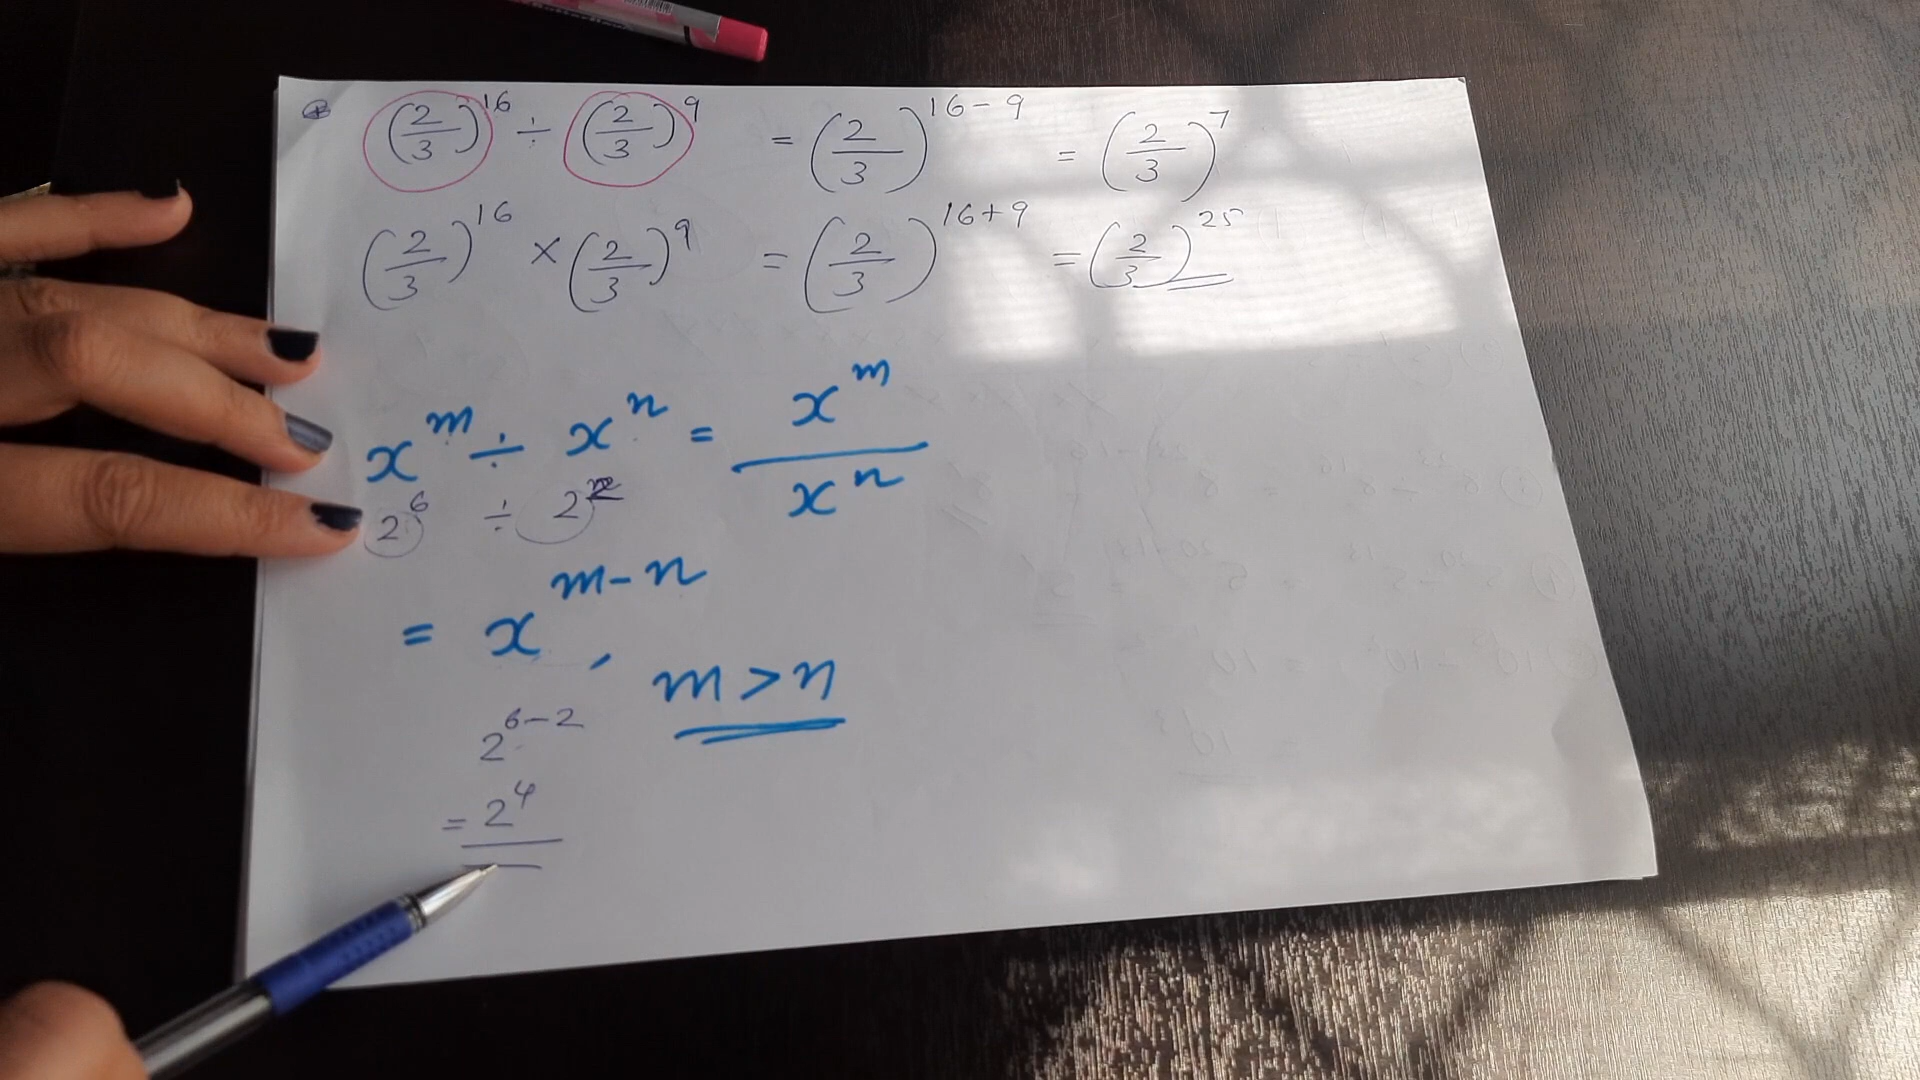 (2/3)^16 ÷ (2/3)^9 = (2/3)^16-9 = (2/3)^7
(2/3)^16 × (2/3)^9 = (2/3)^16+9 = (2/3)^25
x^m ÷ x^n = x^m / x^n
2^6 ÷ 2^2
= x^m-n, m>n
2^6-2
= 2^4